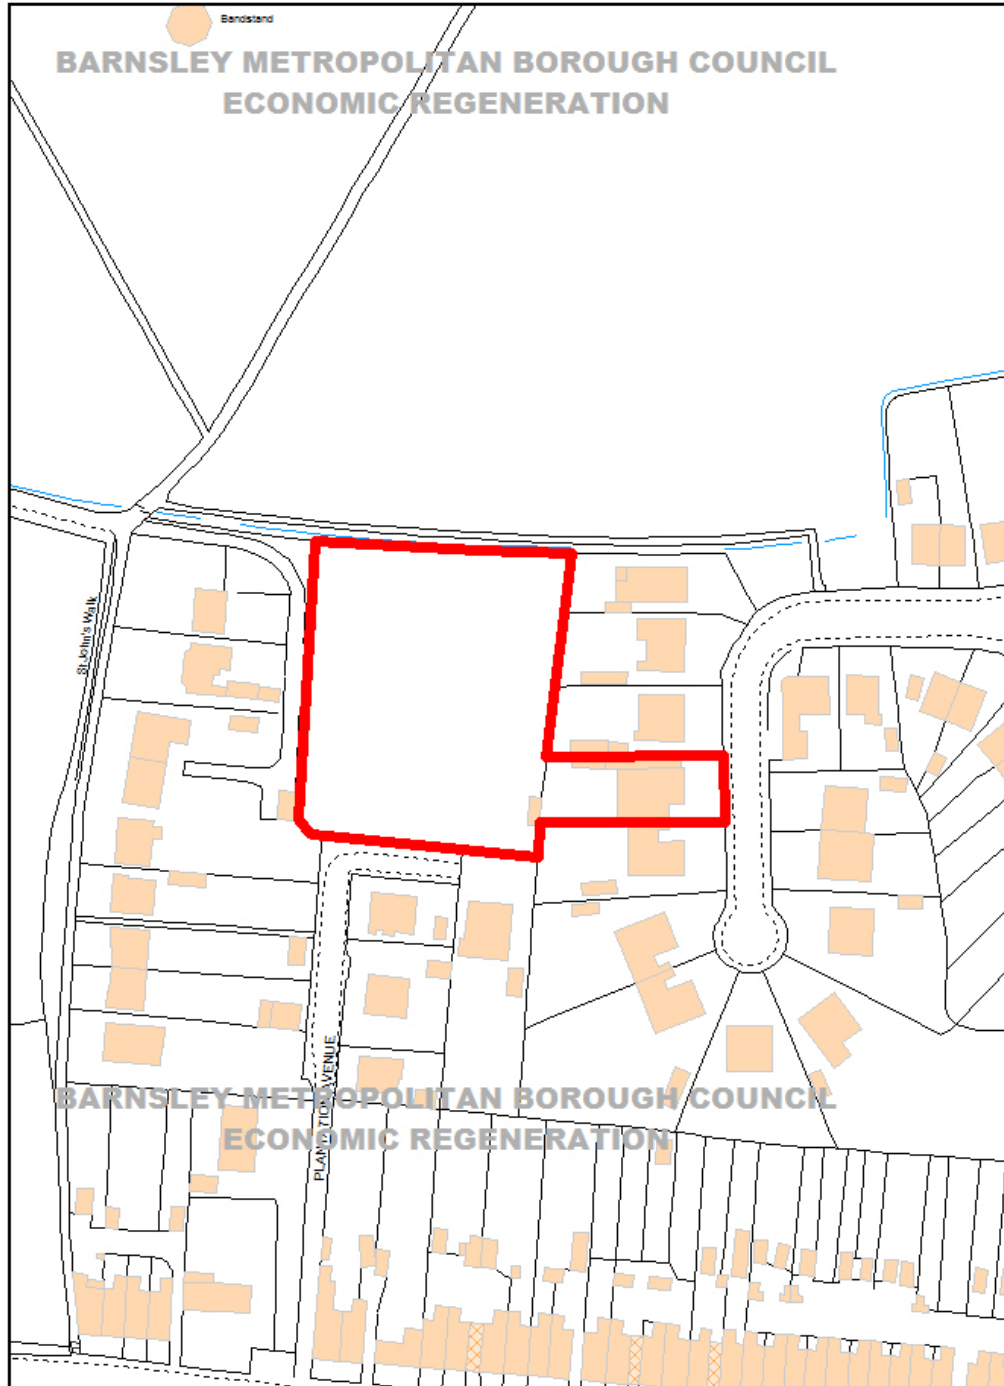 Bandstand
BARNSLEY METROPOLITAN BOROUGH COUNCIL
ECONOMIC REGENERATION
St John's Walk
PLANTATION AVENUE
BARNSLEY METROPOLITAN BOROUGH COUNCIL
ECONOMIC REGENERATION